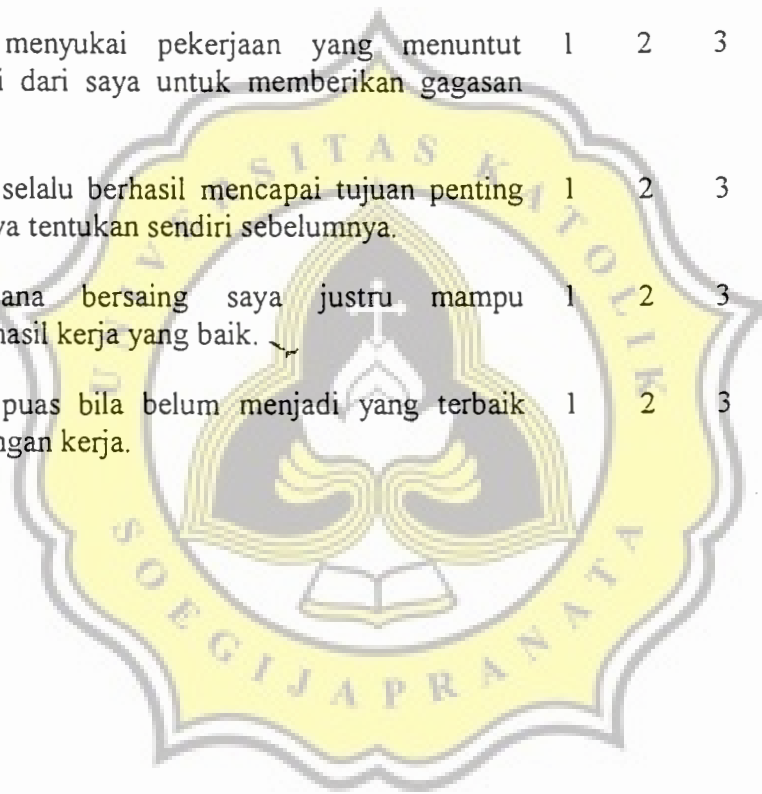 menyukai pekerjaan yang menuntut 1 2 3
i dari saya untuk memberikan gagasan
selalu berhasil mencapai tujuan penting 1 2 3
ya tentukan sendiri sebelumnya.
ana bersaing saya justru mampu 1 2 3
hasil kerja yang baik.
puas bila belum menjadi yang terbaik 1 2 3
ngan kerja.
UNIVERSITAS KATOLIK
SOEGIJAPRANATA